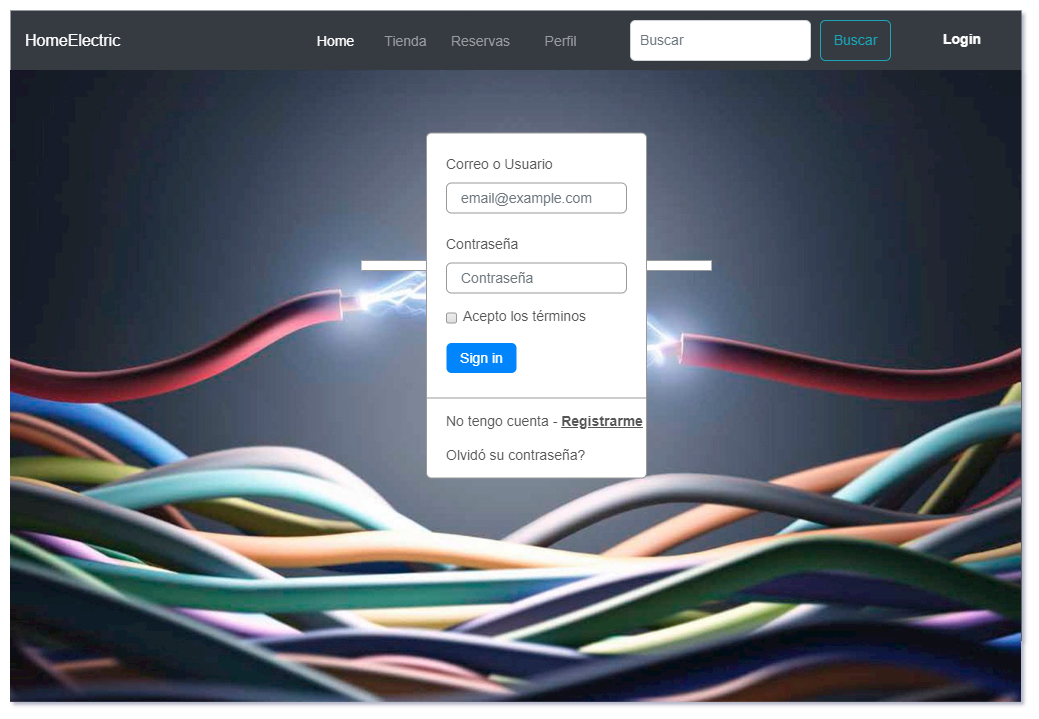 HomeElectric Home Tienda Reservas Perfil Buscar Buscar Login
Correo o Usuario
email@example.com
Contraseña
Contraseña
Acepto los términos
Sign in
No tengo cuenta - Registrarme
Olvidó su contraseña?